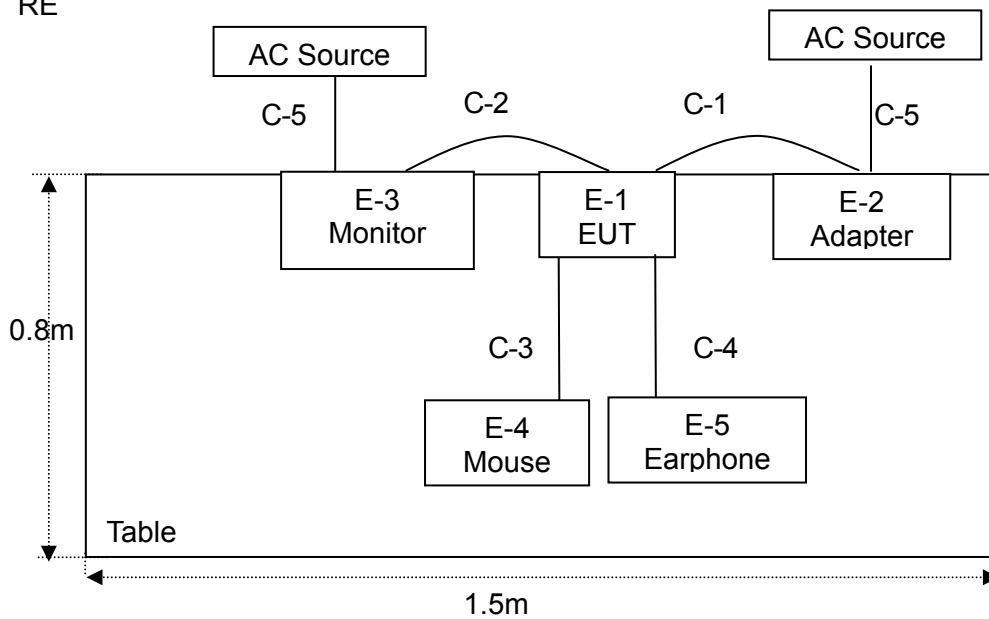 RE
AC Source
AC Source
C-5
C-2
C-1
C-5
E-3
Monitor
E-1
EUT
E-2
Adapter
0.8m
C-3
C-4
E-4
Mouse
E-5
Earphone
Table
1.5m